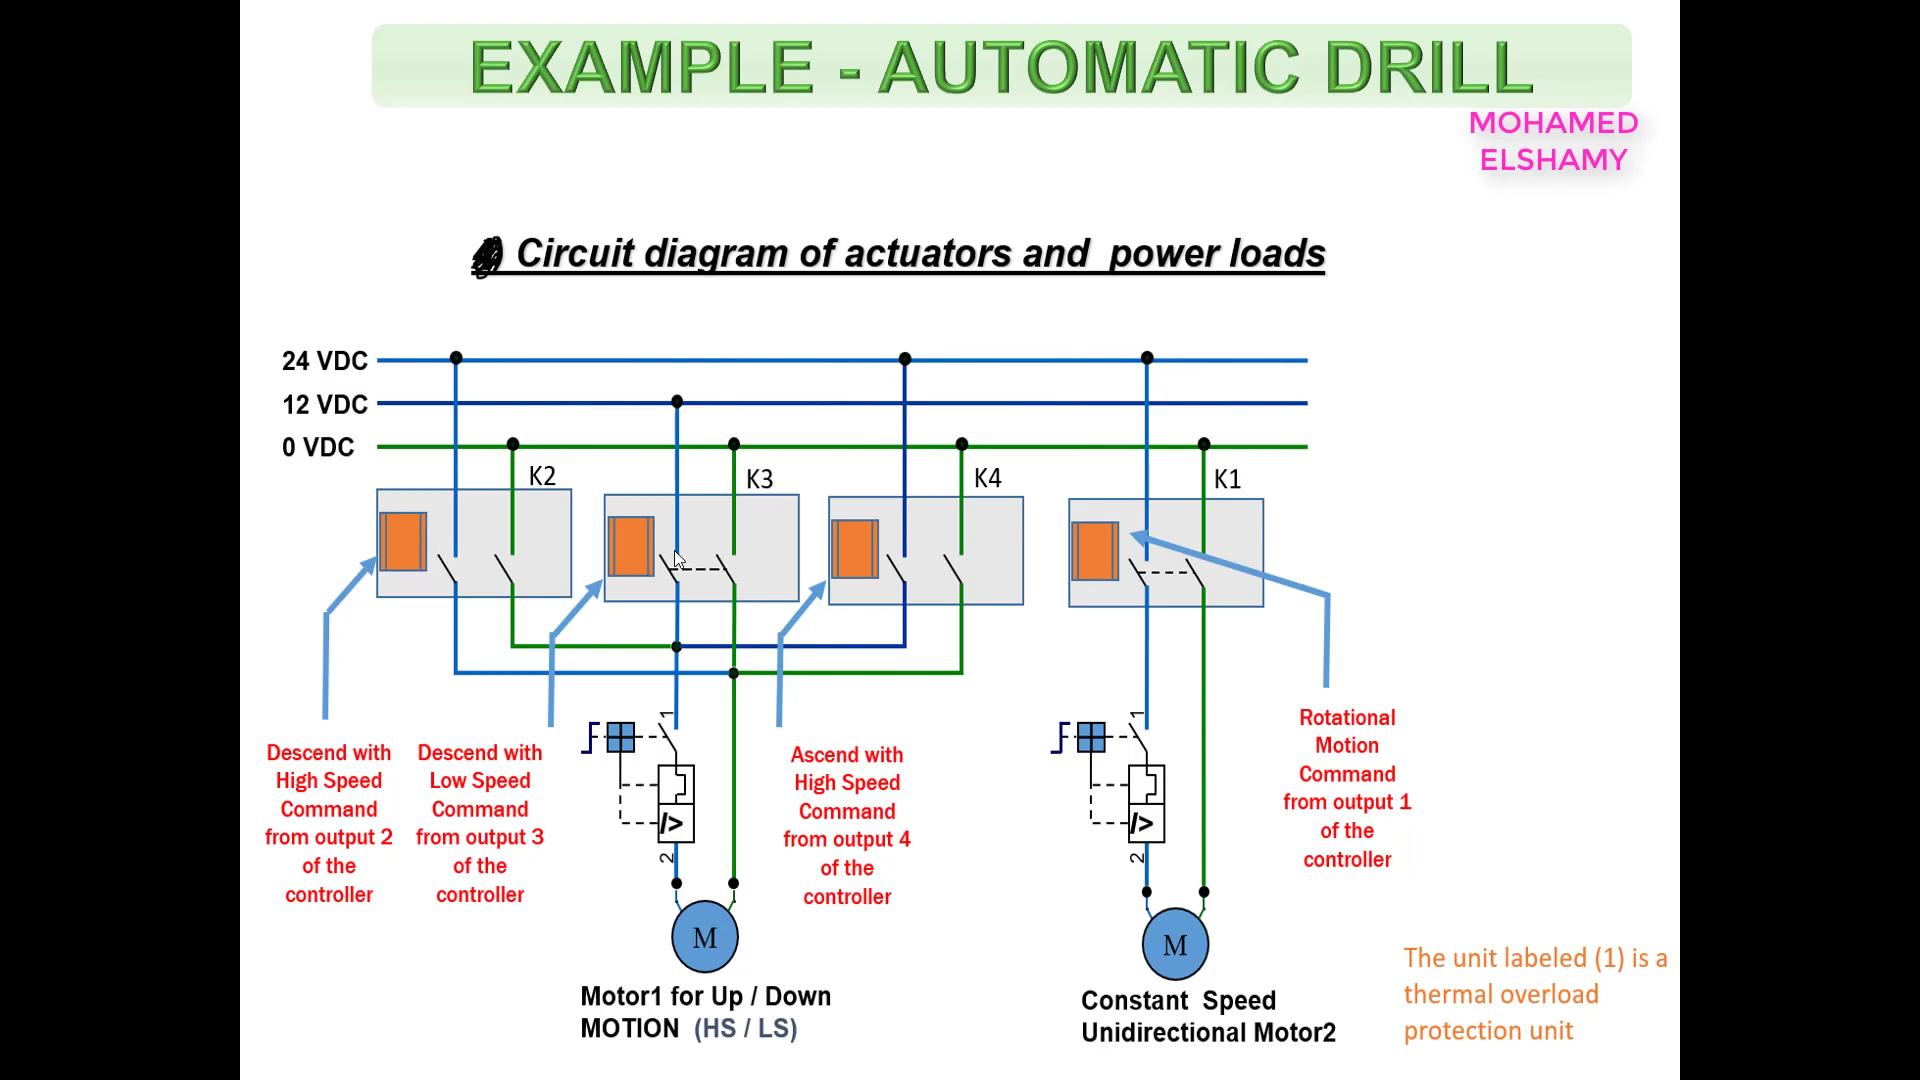 EXAMPLE - AUTOMATIC DRILL
MOHAMED
ELSHAMY
) Circuit diagram of actuators and power loads
24 VDC
12 VDC
0 VDC
K2
K3
K4
K1
Descend with
High Speed
Command
from output 2
of the
controller
Descend with
Low Speed
Command
from output 3
of the
controller
Ascend with
High Speed
Command
from output 4
of the
controller
Rotational
Motion
Command
from output 1
of the
controller
1
/>
2
1
/>
2
M
M
Motor1 for Up / Down
MOTION (HS / LS)
Constant Speed
Unidirectional Motor2
The unit labeled (1) is a
thermal overload
protection unit